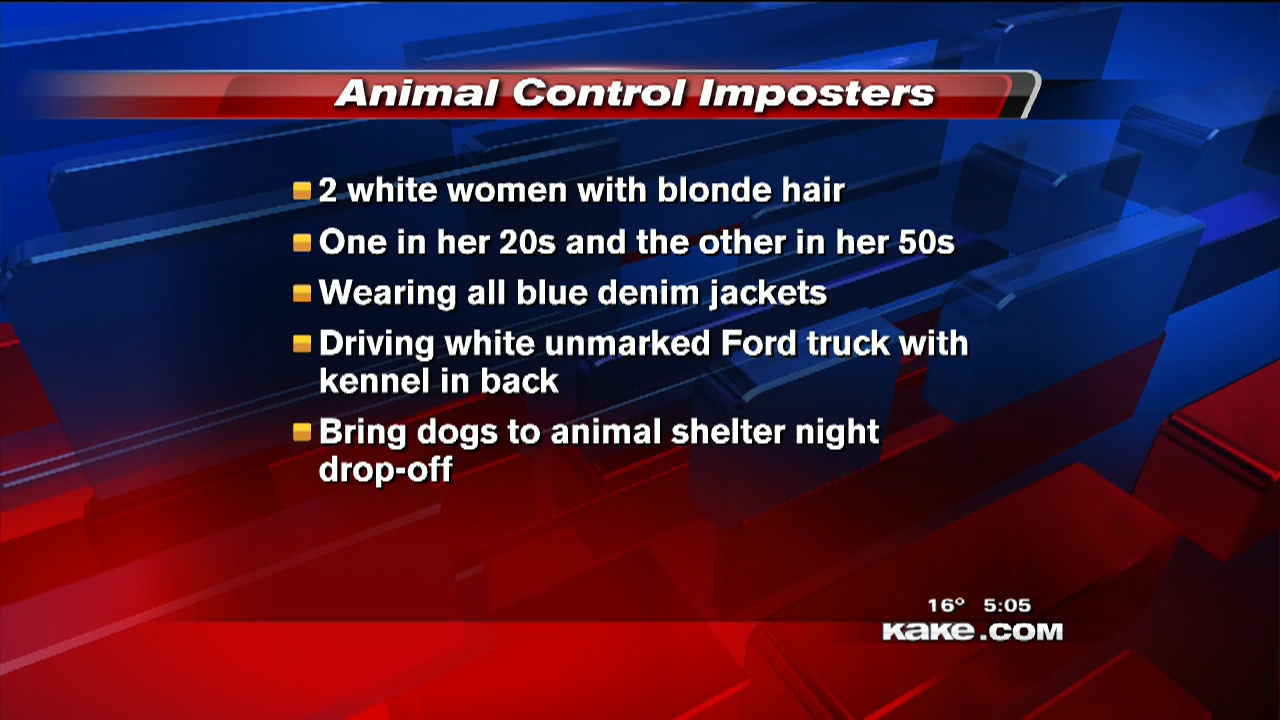 Animal Control Imposters
2 white women with blonde hair
One in her 20s and the other in her 50s
Wearing all blue denim jackets
Driving white unmarked Ford truck with
kennel in back
Bring dogs to animal shelter night
drop-off
16° 5:05
KAKE.COM